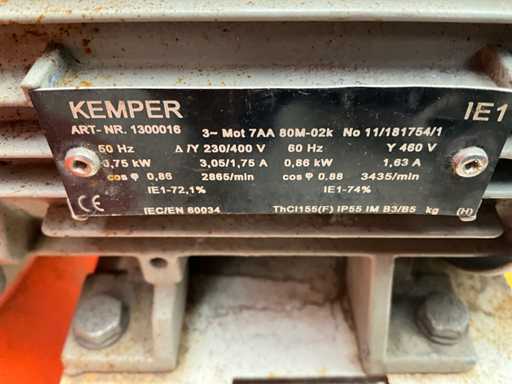 KEMPER IE1
ART- NR. 1300016 3~ Mot 7AA 80M-02k No 11/181754/1
50 Hz Δ/Y 230/400 V 60 Hz Y 460 V
0,75 kW 3,05/1,75 A 0,86 kW 1,63 A
cos φ 0,86 2865/min cos φ 0,88 3435/min
IE1-72,1% IE1-74%
CE IEC/EN 60034 ThCl155(F) IP55 IM B3/B5 kg (H)